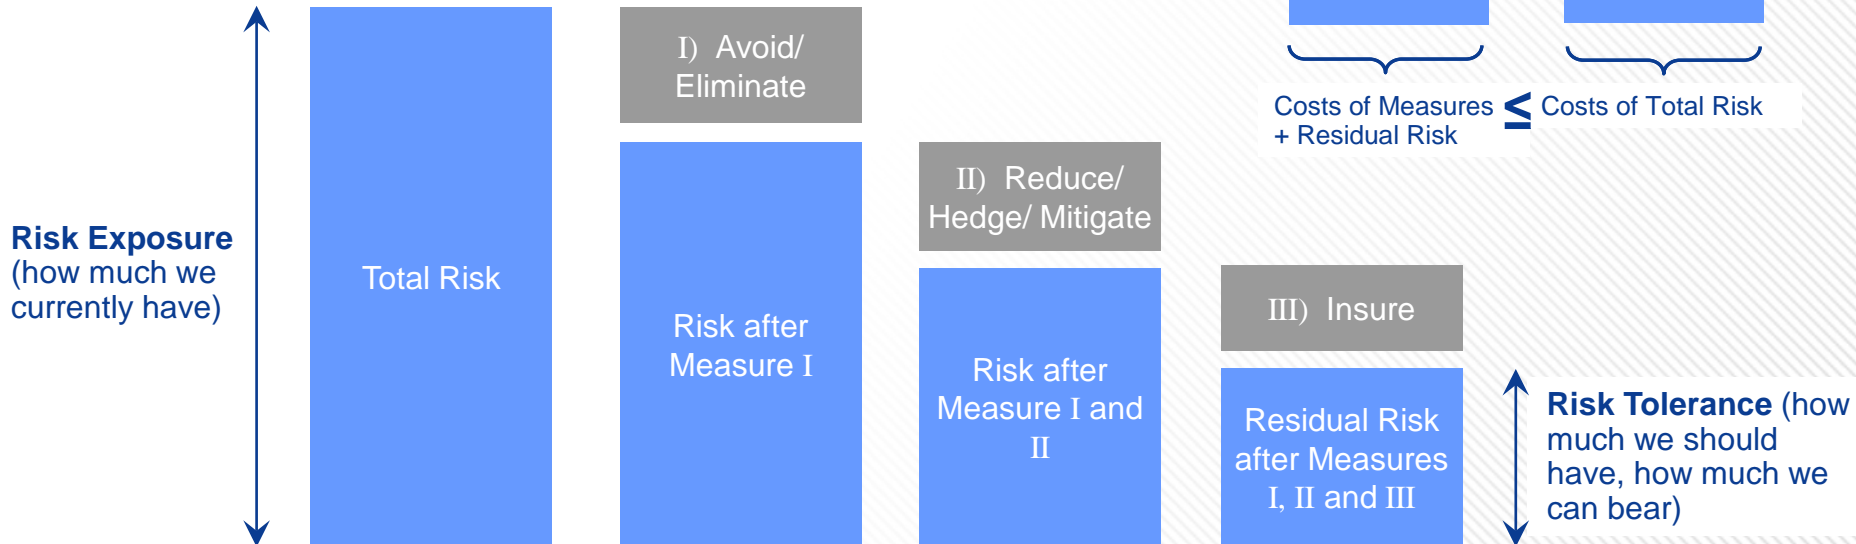 I) Avoid/
Eliminate
Costs of Measures
+ Residual Risk
≤
Costs of Total Risk
II) Reduce/
Hedge/ Mitigate
Risk Exposure
(how much we
currently have)
Total Risk
Risk after
Measure I
III) Insure
Risk after
Measure I and
II
Residual Risk
after Measures
I, II and III
Risk Tolerance (how
much we should
have, how much we
can bear)